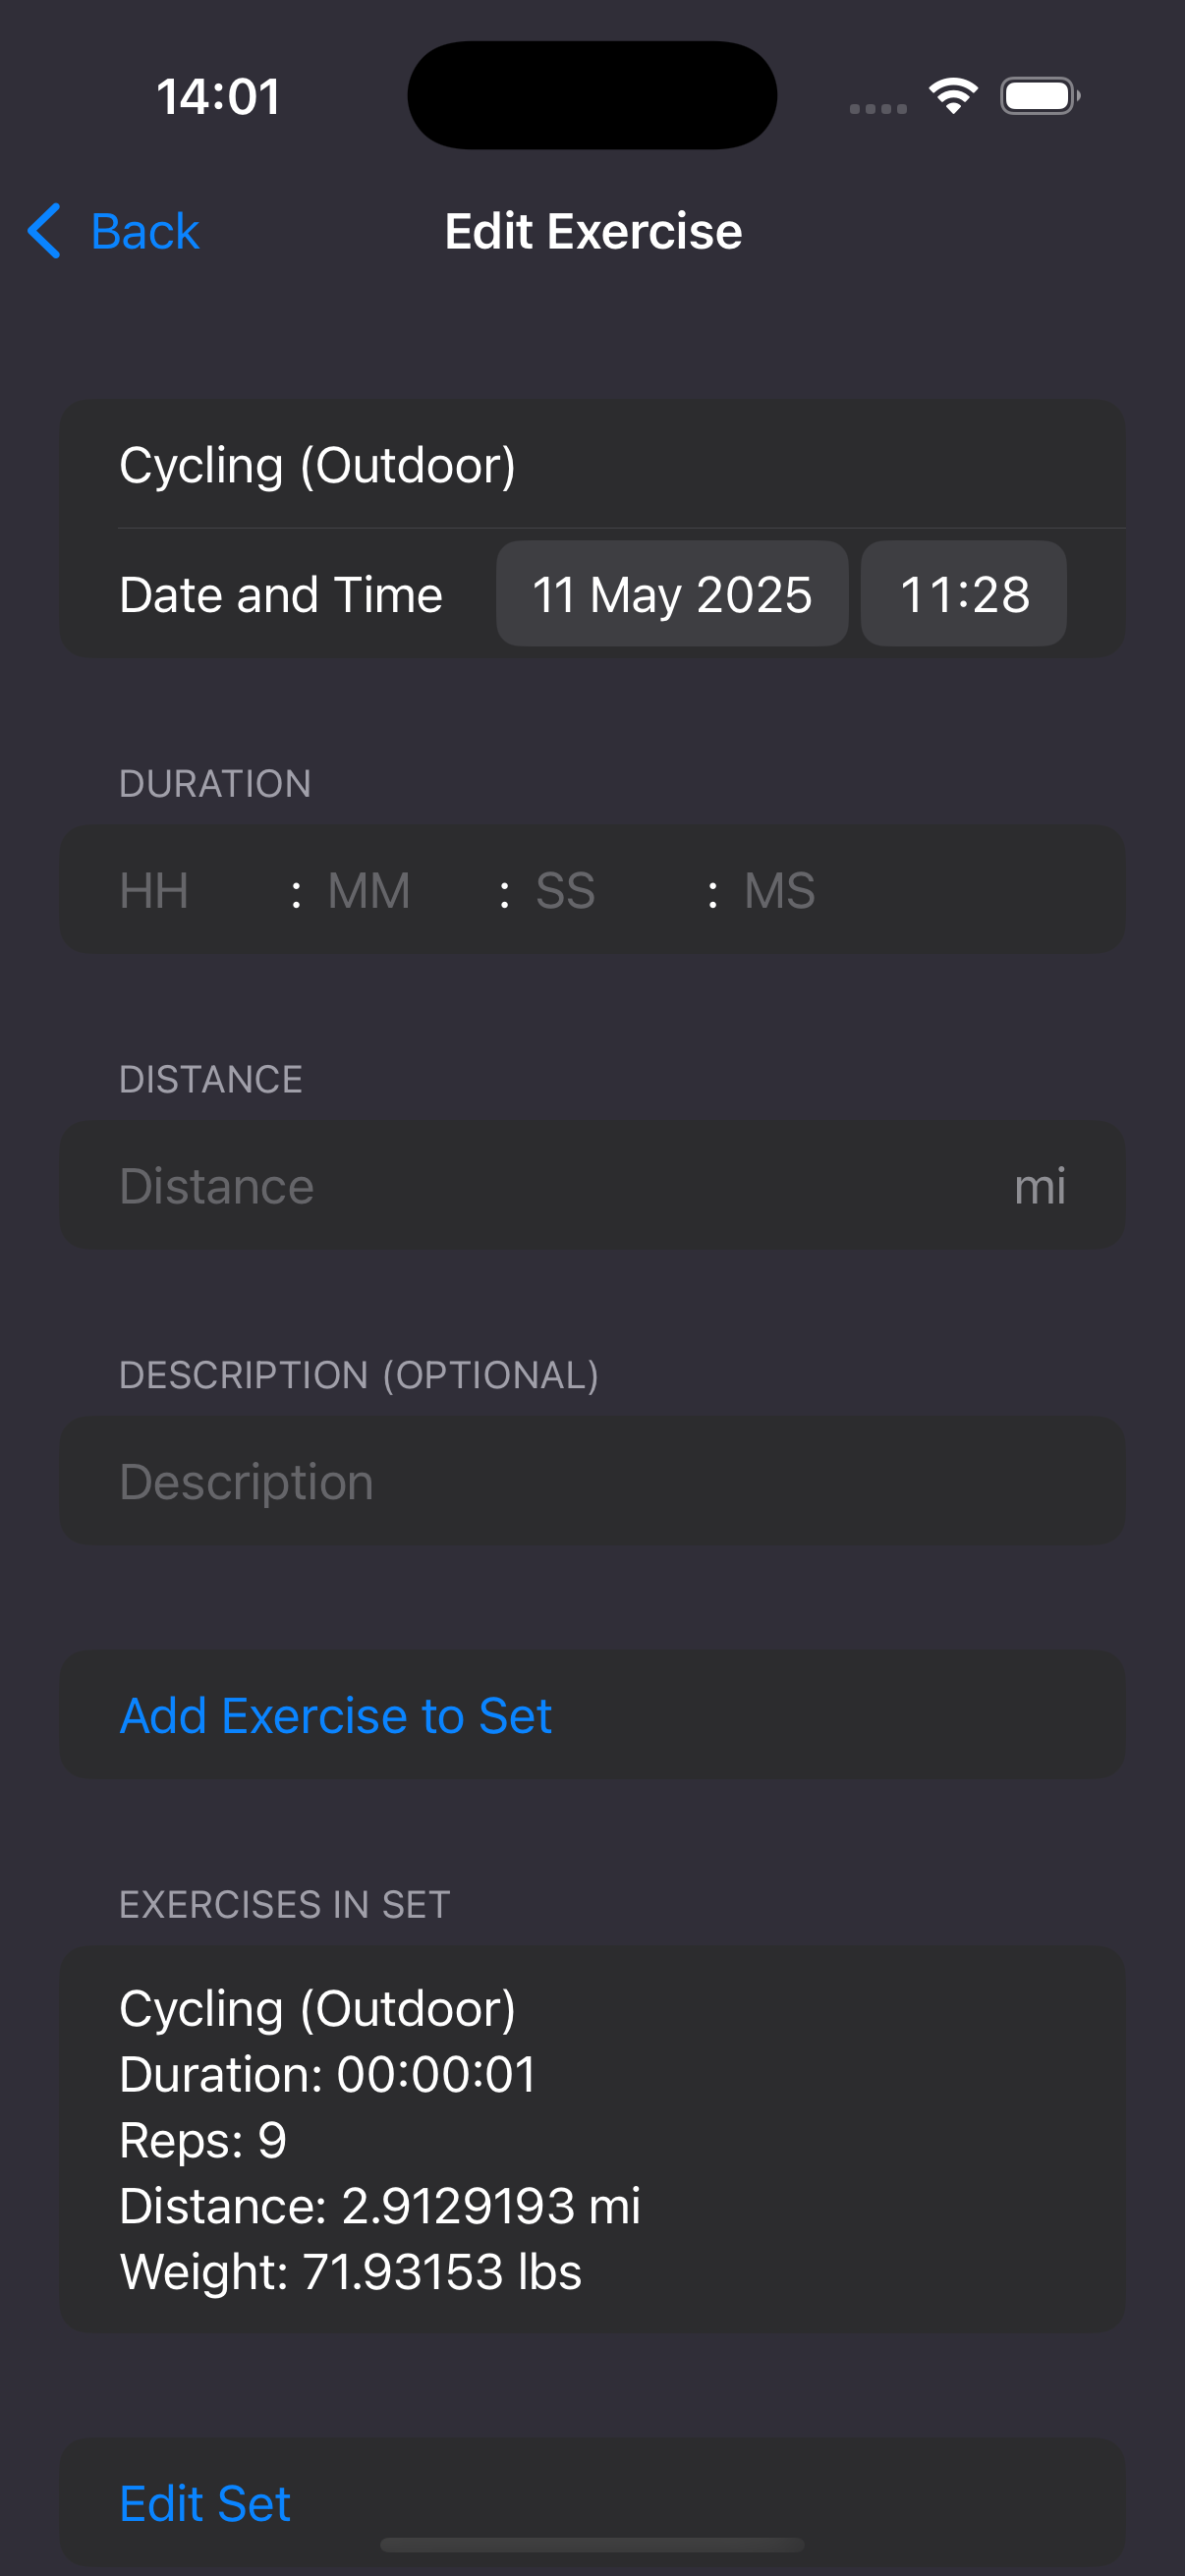 14:01
Back Edit Exercise
Cycling (Outdoor)
Date and Time 11 May 2025 11:28
DURATION
HH : MM : SS : MS
DISTANCE
Distance mi
DESCRIPTION (OPTIONAL)
Description
Add Exercise to Set
EXERCISES IN SET
Cycling (Outdoor)
Duration: 00:00:01
Reps: 9
Distance: 2.9129193 mi
Weight: 71.93153 lbs
Edit Set